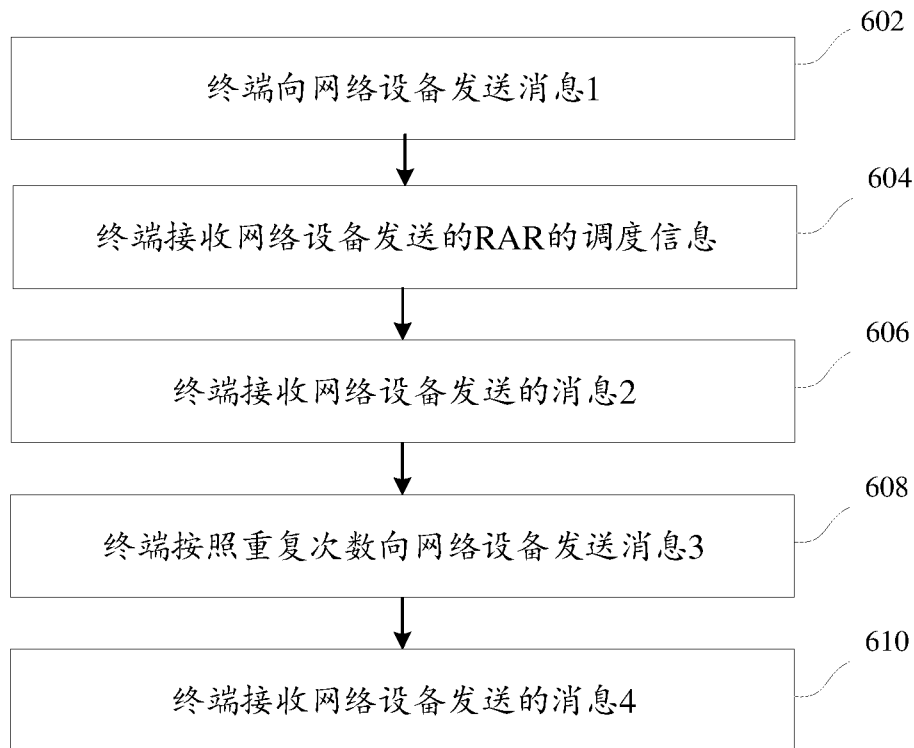 602
终端向网络设备发送消息1
604
终端接收网络设备发送的RAR的调度信息
606
终端接收网络设备发送的消息2
608
终端按照重复次数向网络设备发送消息3
610
终端接收网络设备发送的消息4